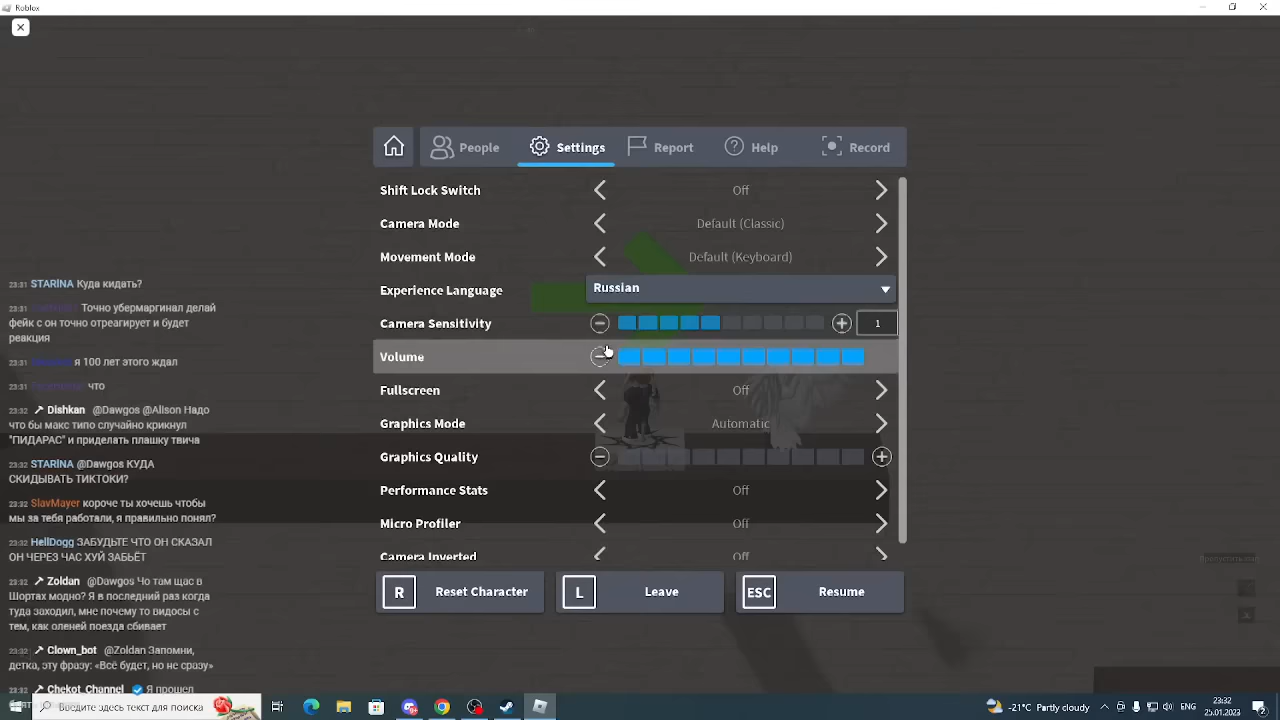 Roblox
People
Settings
Report
Help
Record
Shift Lock Switch
Off
Camera Mode
Default (Classic)
Movement Mode
Default (Keyboard)
Experience Language
Russian
Camera Sensitivity
1
Volume
Fullscreen
Off
Graphics Mode
Automatic
Graphics Quality
Performance Stats
Off
Micro Profiler
Off
Camera Inverted
Off
R
Reset Character
L
Leave
ESC
Resume
23:31 STARINA Куда кидать?
23:31 Точно убермаргинал делай
фейк с он точно отреагирует и будет
реакция
23:31 я 100 лет этого ждал
23:31 что
23:32 Dishkan @Dawgos @Alison Надо
что бы макс типо случайно крикнул
"ПИДАРАС" и приделать плашку твича
23:32 STARINA @Dawgos КУДА
СКИДЫВАТЬ ТИКТОКИ?
23:32 SlavMayer короче ты хочешь чтобы
мы за тебя работали, я правильно понял?
23:32 HellDogg ЗАБУДЬТЕ ЧТО ОН СКАЗАЛ
ОН ЧЕРЕЗ ЧАС ХУЙ ЗАБЬЁТ
23:32 Zoldan @Dawgos Чо там щас в
Шортах модно? Я в последний раз когда
туда заходил, мне почему то видосы с
тем, как оленей поезда сбивает
23:32 Clown_bot @Zoldan Запомни,
детка, эту фразу: «Всё будет, но не сразу»
23:32 Chekot_Channel Я прошел
Введите здесь текст для поиска
-21°C Partly cloudy
ENG
23:32
25.01.2023
2